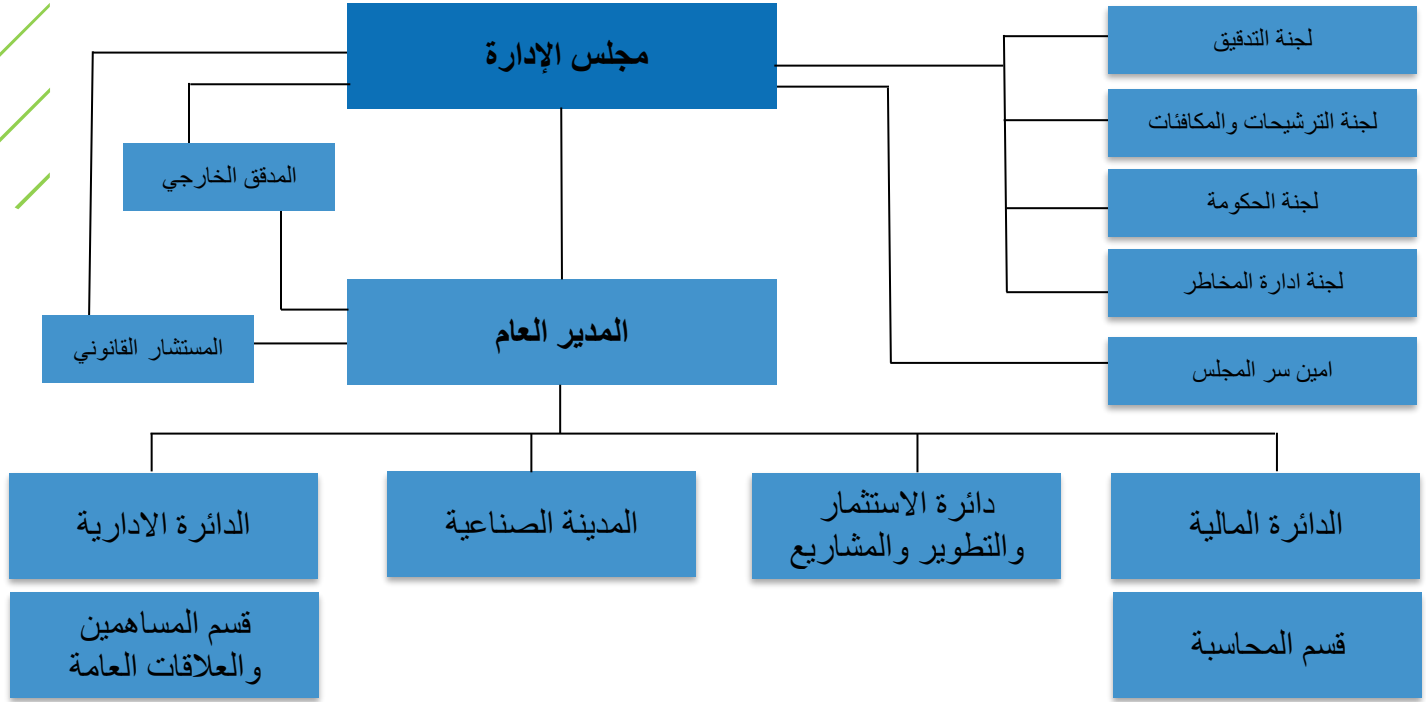 مجلس الإدارة
لجنة التدقيق
لجنة الترشيحات والمكافئات
لجنة الحكومة
لجنة ادارة المخاطر
امين سر المجلس
المدقق الخارجي
المدير العام
المستشار القانوني
الدائرة المالية
دائرة الاستثمار
والتطوير والمشاريع
المدينة الصناعية
الدائرة الادارية
قسم المحاسبة
قسم المساهمين
والعلاقات العامة